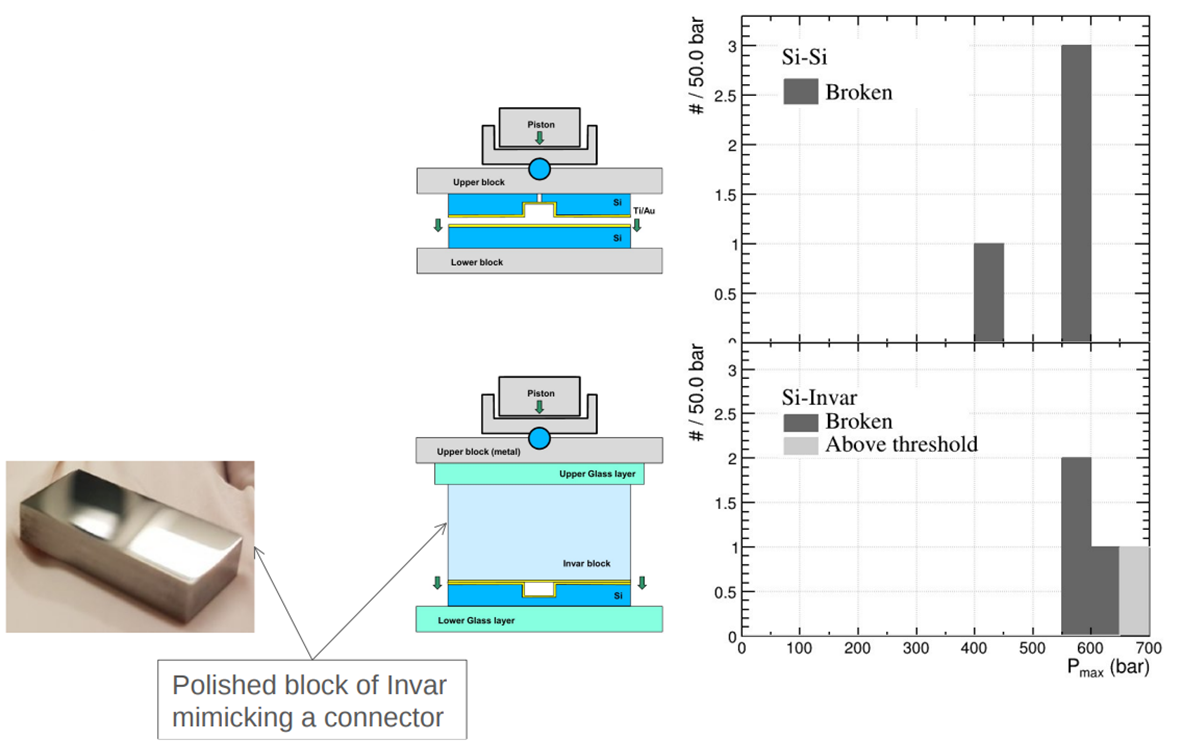 Piston
Upper block
Si
Ti/Au
Si
Lower block
# / 50.0 bar
3
2.5
2
1.5
1
0.5
0
Si-Si
Broken
Piston
Upper block (metal)
Upper Glass layer
Invar block
Si
Lower Glass layer
Polished block of Invar
mimicking a connector
# / 50.0 bar
3
2.5
2
1.5
1
0.5
0
Si-Invar
Broken
Above threshold
0 100 200 300 400 500 600 700
Pmax (bar)